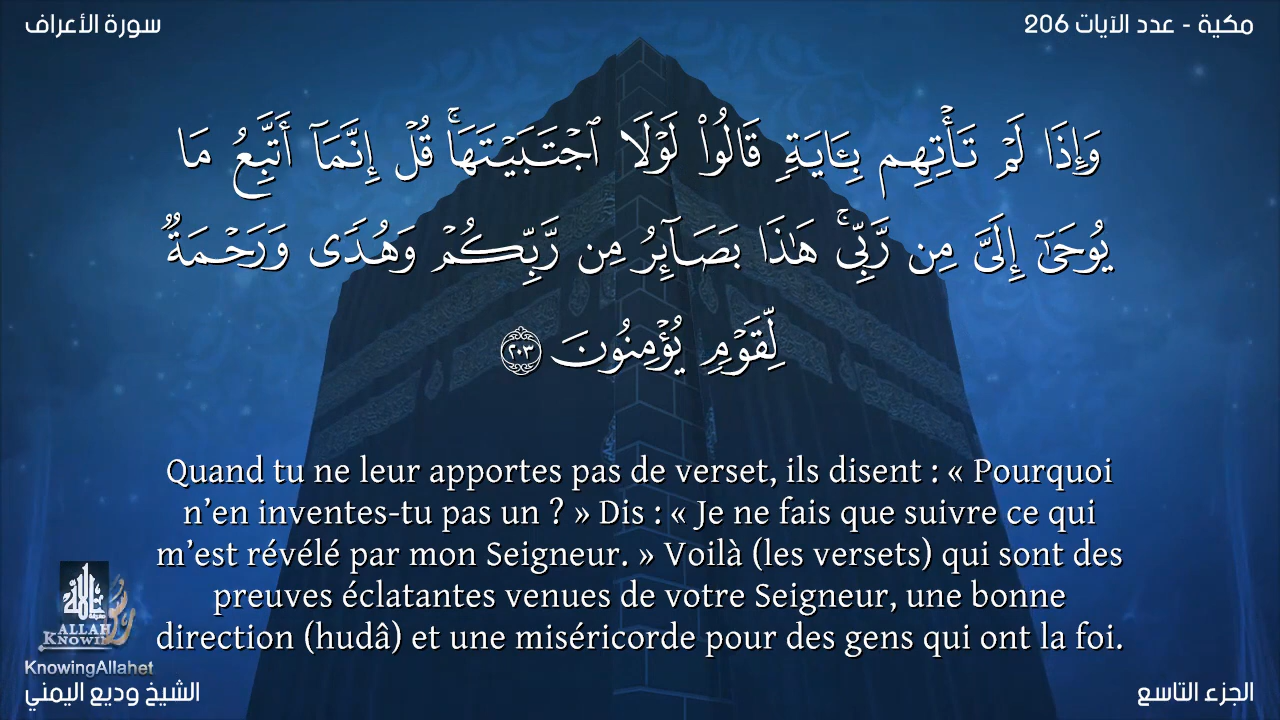 سورة الأعراف
مكية - عدد الآيات 206
وَإِذَا لَمْ تَأْتِهِم بِـَٔايَةٍۢ قَالُوا۟ لَوْلَا ٱجْتَبَيْتَهَا ۚ قُلْ إِنَّمَآ أَتَّبِعُ مَا
يُوحَىٰٓ إِلَىَّ مِن رَّبِّى ۚ هَـٰذَا بَصَآئِرُ مِن رَّبِّكُمْ وَهُدًۭى وَرَحْمَةٌۭ
لِّقَوْمٍۢ يُؤْمِنُونَ ٢٠٣
Quand tu ne leur apportes pas de verset, ils disent : « Pourquoi
n’en inventes-tu pas un ? » Dis : « Je ne fais que suivre ce qui
m’est révélé par mon Seigneur. » Voilà (les versets) qui sont des
preuves éclatantes venues de votre Seigneur, une bonne
direction (hudâ) et une miséricorde pour des gens qui ont la foi.
ALLAH
KnowingAllahet
الشيخ وديع اليمني
الجزء التاسع